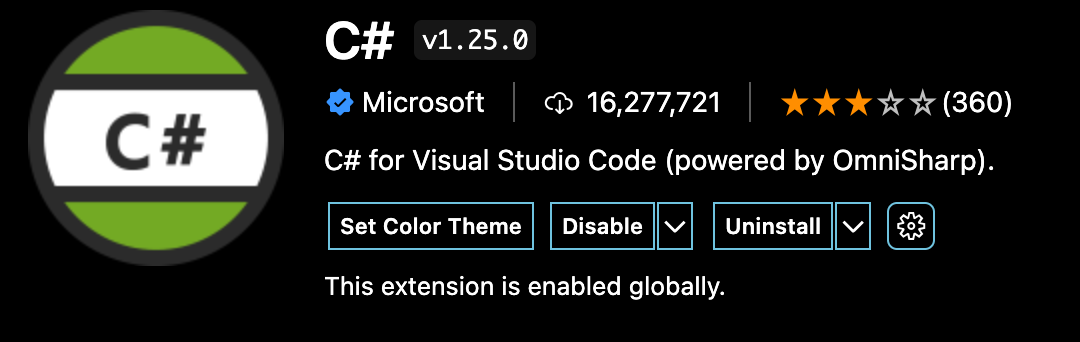 C#
C# v1.25.0
Microsoft 16,277,721 (360)
C# for Visual Studio Code (powered by OmniSharp).
Set Color Theme Disable Uninstall
This extension is enabled globally.